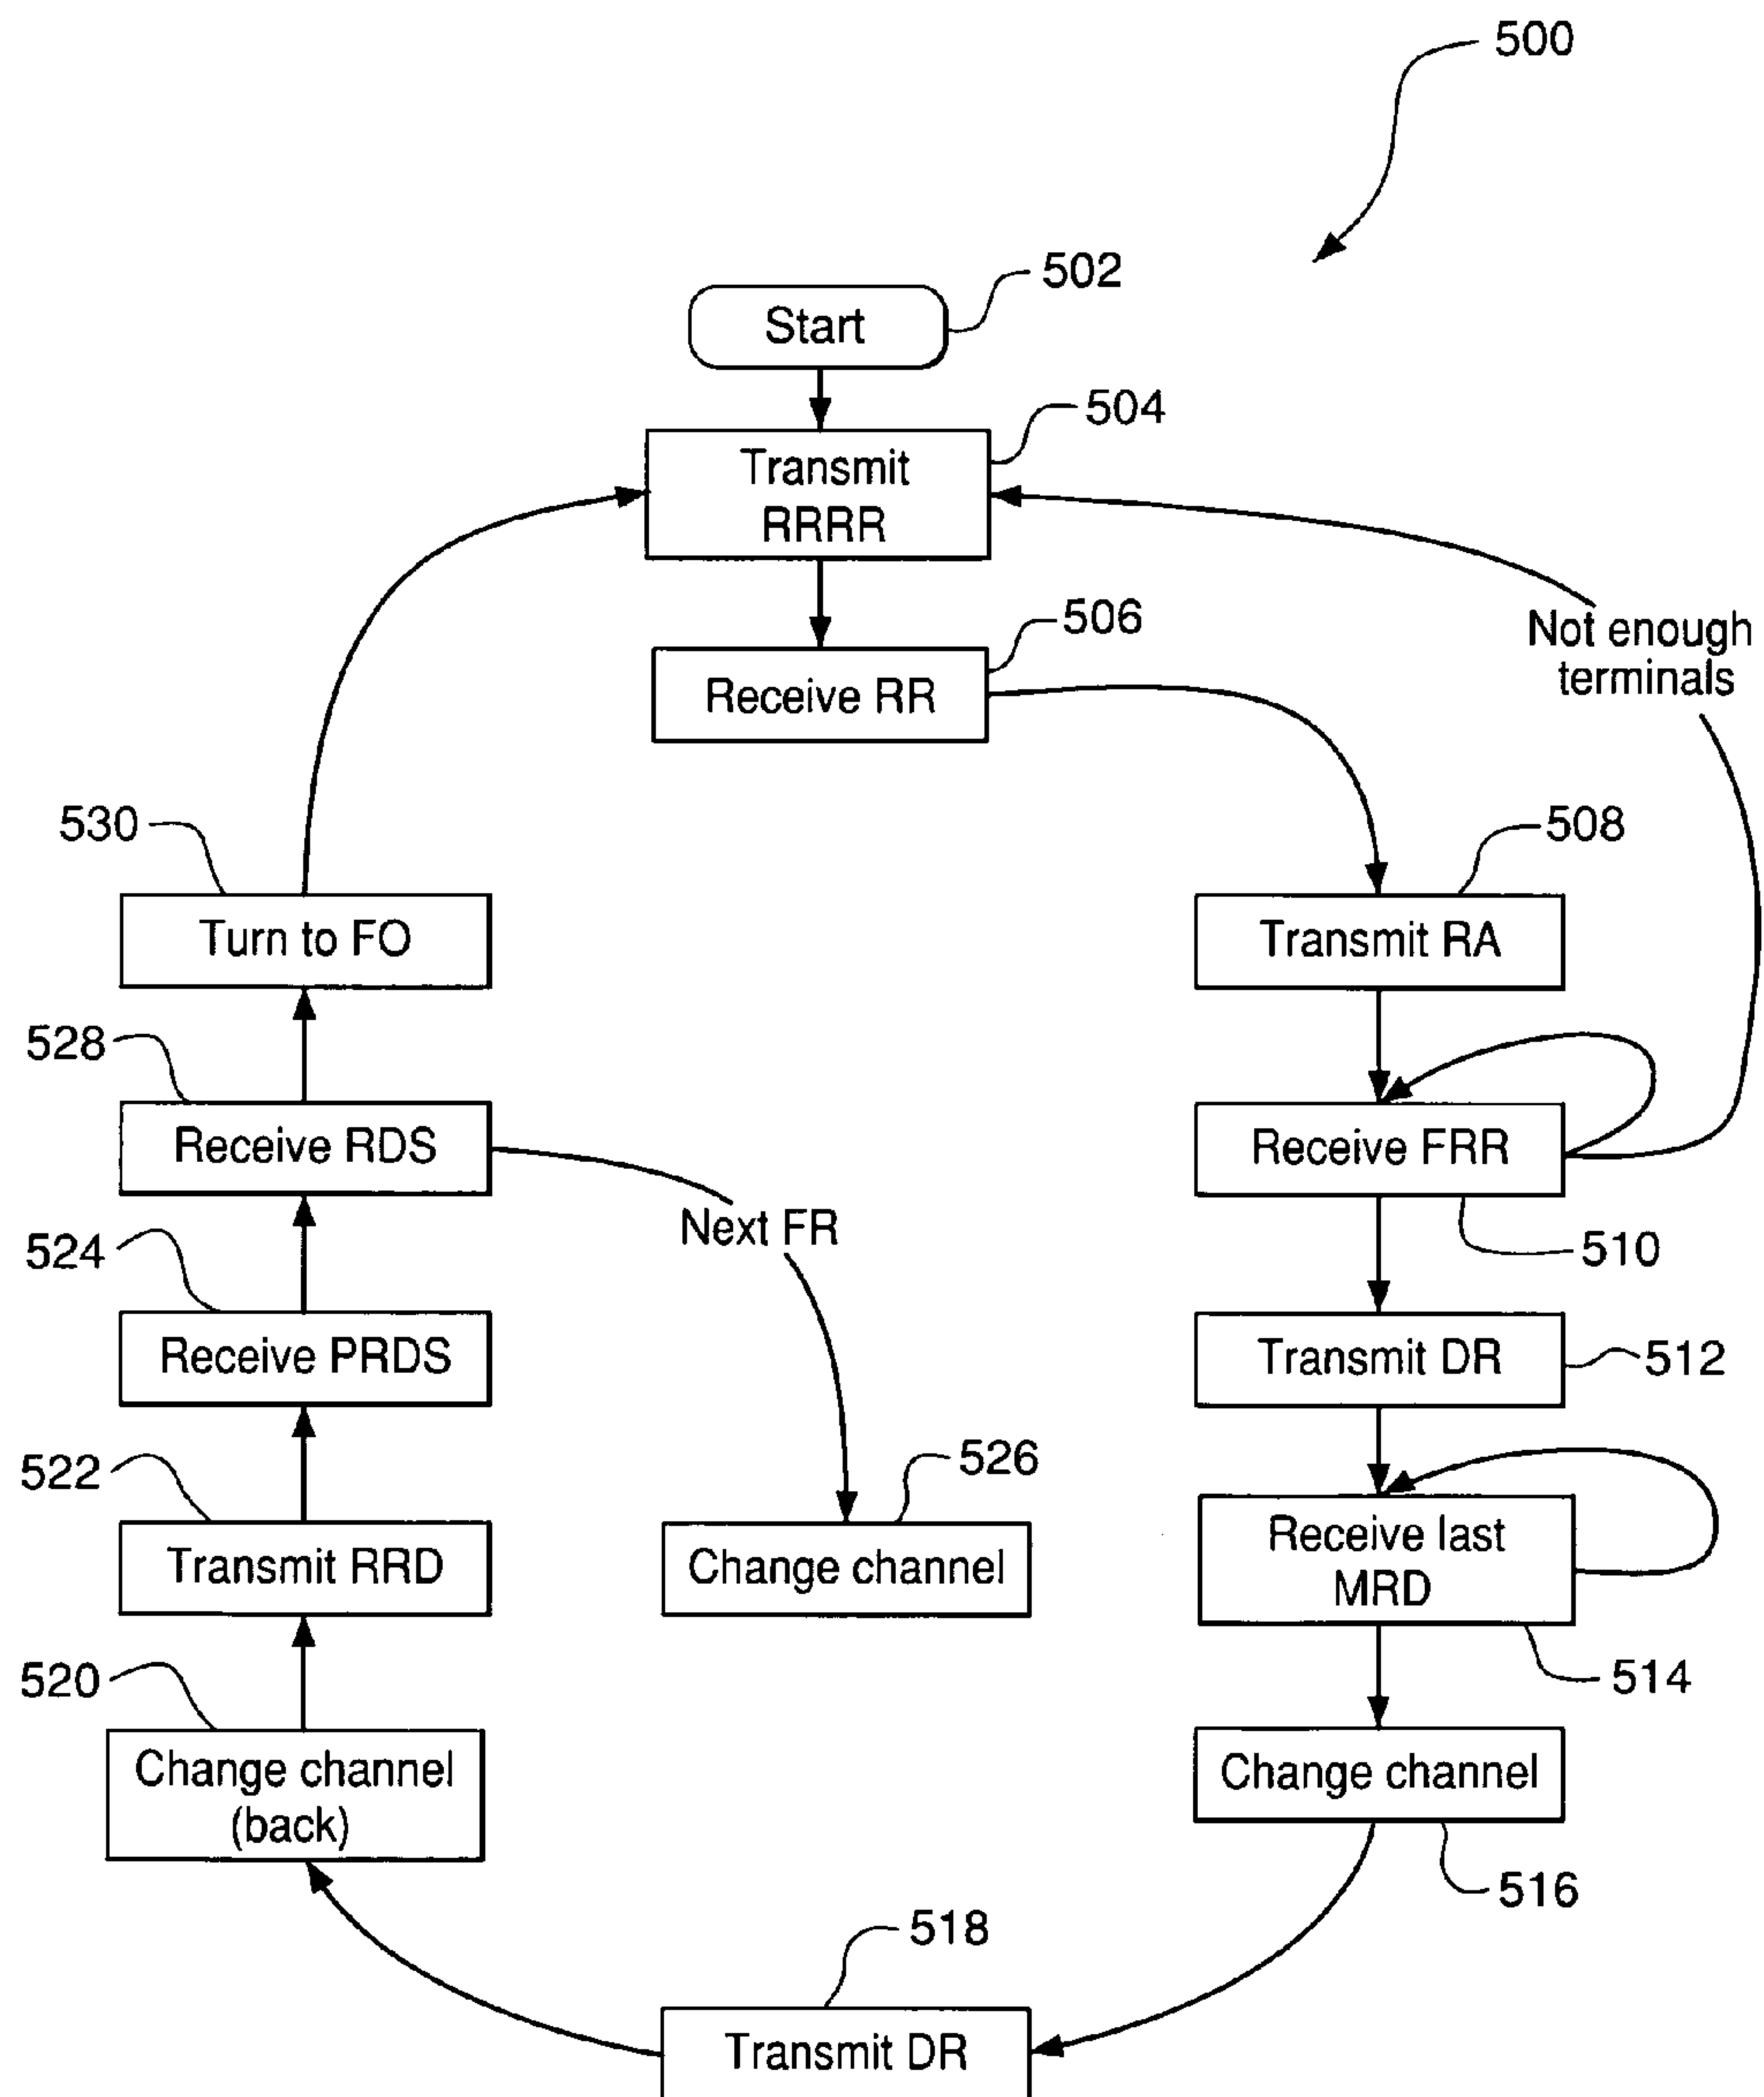 500
502
Start
504
Transmit
RRRR
506
Receive RR
Not enough
terminals
530
508
Turn to FO
Transmit RA
528
Receive RDS
Receive FRR
Next FR
524
510
Receive PRDS
Transmit DR
512
522
526
Transmit RRD
Change channel
Receive last
MRD
520
514
Change channel
(back)
Change channel
516
518
Transmit DR